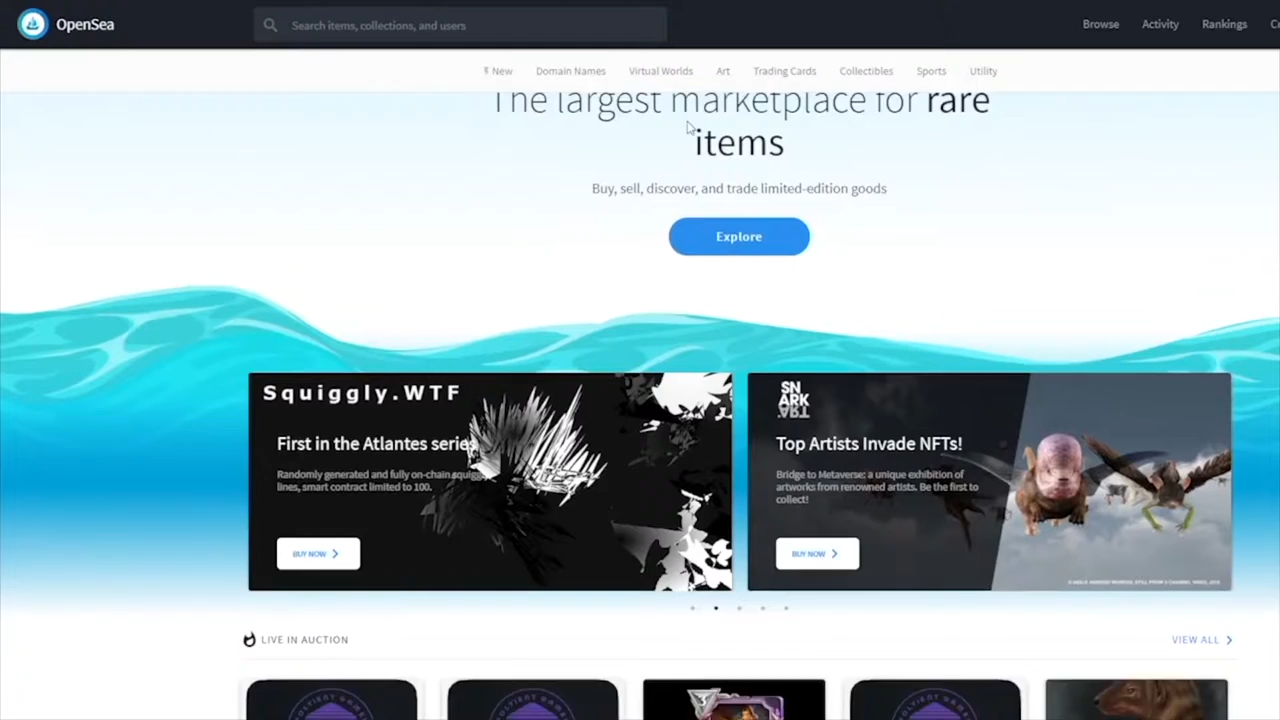 OpenSea
Search items, collections, and users
Browse
Activity
Rankings
New
Domain Names
Virtual Worlds
Art
Trading Cards
Collectibles
Sports
Utility
The largest marketplace for rare
items
Buy, sell, discover, and trade limited-edition goods
Explore
Squiggly.WTF
First in the Atlantes series
Randomly generated and fully on-chain
lines, smart contract limited to 100.
BUY NOW
SN
ARK
.ART
Top Artists Invade NFTs!
Bridge to Metaverse: a unique exhibition of
artworks from renowned artists. Be the first to
collect!
BUY NOW
LIVE IN AUCTION
VIEW ALL